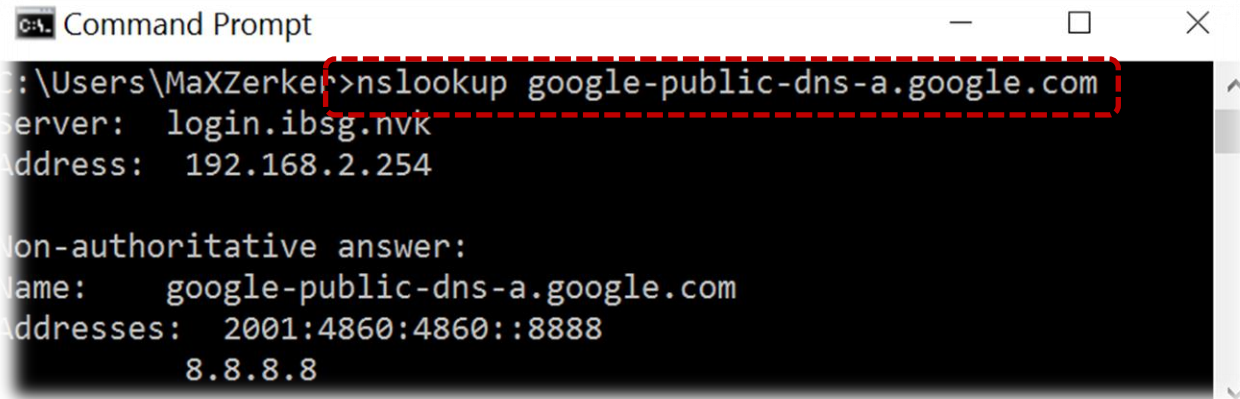 Command Prompt
C:\Users\MaXZerker>nslookup google-public-dns-a.google.com
Server:  login.ibsg.nvk
Address:  192.168.2.254
Non-authoritative answer:
Name:    google-public-dns-a.google.com
Addresses:  2001:4860:4860::8888
8.8.8.8